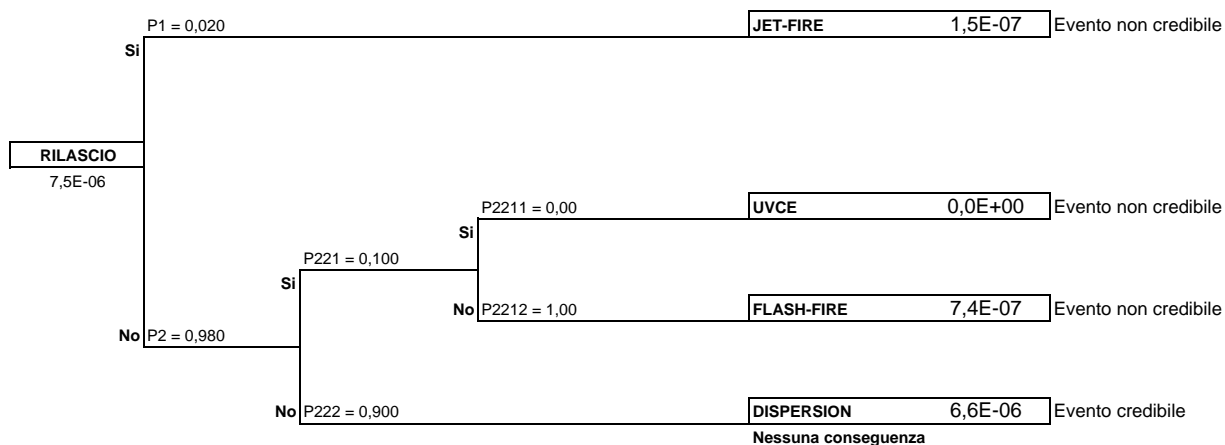 P1 = 0,020
JET-FIRE 1,5E-07 Evento non credibile
Si
RILASCIO
7,5E-06
P2211 = 0,00
UVCE 0,0E+00 Evento non credibile
Si
P221 = 0,100
Si
No P2212 = 1,00
FLASH-FIRE 7,4E-07 Evento non credibile
No P2 = 0,980
No P222 = 0,900
DISPERSION 6,6E-06 Evento credibile
Nessuna conseguenza